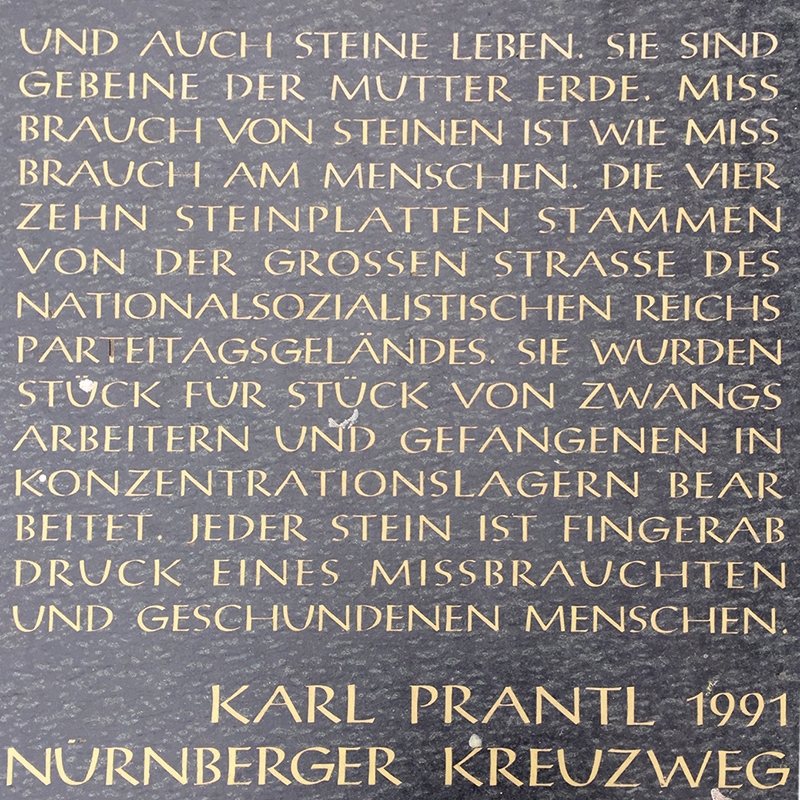 UND AUCH STEINE LEBEN. SIE SIND
GEBEINE DER MUTTER ERDE. MISS
BRAUCH VON STEINEN IST WIE MISS
BRAUCH AM MENSCHEN. DIE VIER
ZEHN STEINPLATTEN STAMMEN
VON DER GROSSEN STRASSE DES
NATIONALSOZIALISTISCHEN REICHS
PARTEITAGSGELÄNDES. SIE WURDEN
STÜCK FÜR STÜCK VON ZWANGS
ARBEITERN UND GEFANGENEN IN
KONZENTRATIONSLAGERN BEAR
BEITET. JEDER STEIN IST FINGERAB
DRUCK EINES MISSBRAUCHTEN
UND GESCHUNDENEN MENSCHEN.
KARL PRANTL 1991
NÜRNBERGER KREUZWEG